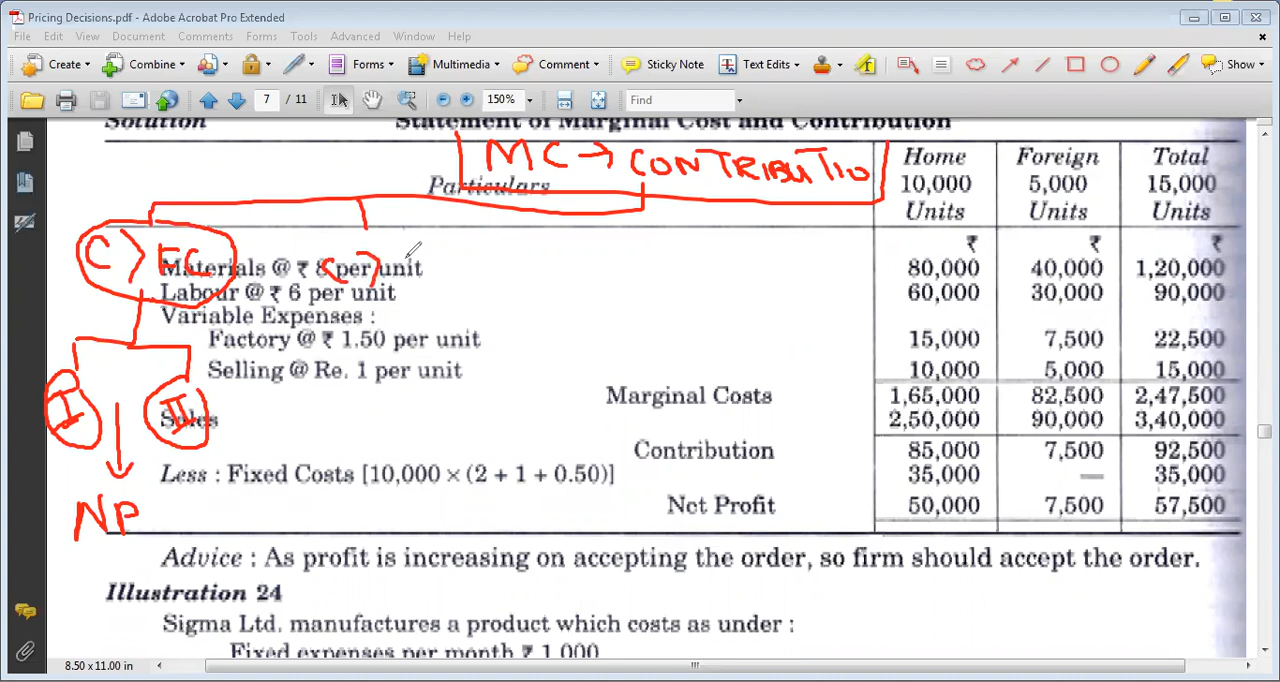 Pricing Decisions.pdf - Adobe Acrobat Pro Extended
File Edit View Document Comments Forms Tools Advanced Window Help
Create Combine Forms Multimedia Comment Sticky Note Text Edits Show
7 / 11 150% Find
Solution Statement of Marginal Cost and Contribution
MC → CONTRIBUTIO
Particulars Home Foreign Total
10,000 5,000 15,000
Units Units Units
₹ ₹ ₹
C > FC
Materials @ ₹ 8 per unit 80,000 40,000 1,20,000
Labour @ ₹ 6 per unit 60,000 30,000 90,000
Variable Expenses :
Factory @ ₹ 1.50 per unit 15,000 7,500 22,500
Selling @ Re. 1 per unit 10,000 5,000 15,000
Marginal Costs 1,65,000 82,500 2,47,500
I II
Sales 2,50,000 90,000 3,40,000
Contribution 85,000 7,500 92,500
Less : Fixed Costs [10,000 × (2 + 1 + 0.50)] 35,000 — 35,000
NP
Net Profit 50,000 7,500 57,500
Advice : As profit is increasing on accepting the order, so firm should accept the order.
Illustration 24
Sigma Ltd. manufactures a product which costs as under :
Fixed expenses per month ₹ 1,000
8.50 x 11.00 in